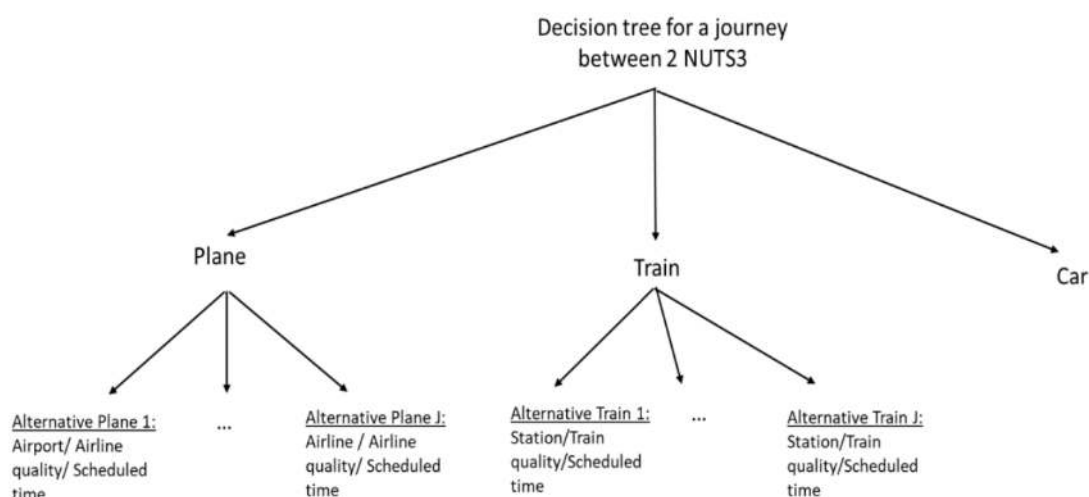 Decision tree for a journey
between 2 NUTS3
Plane
Train
Car
Alternative Plane 1:
Airport/ Airline
quality/ Scheduled
time
...
Alternative Plane J:
Airline / Airline
quality/ Scheduled
time
Alternative Train 1:
Station/Train
quality/Scheduled
time
...
Alternative Train J:
Station/Train
quality/Scheduled
time